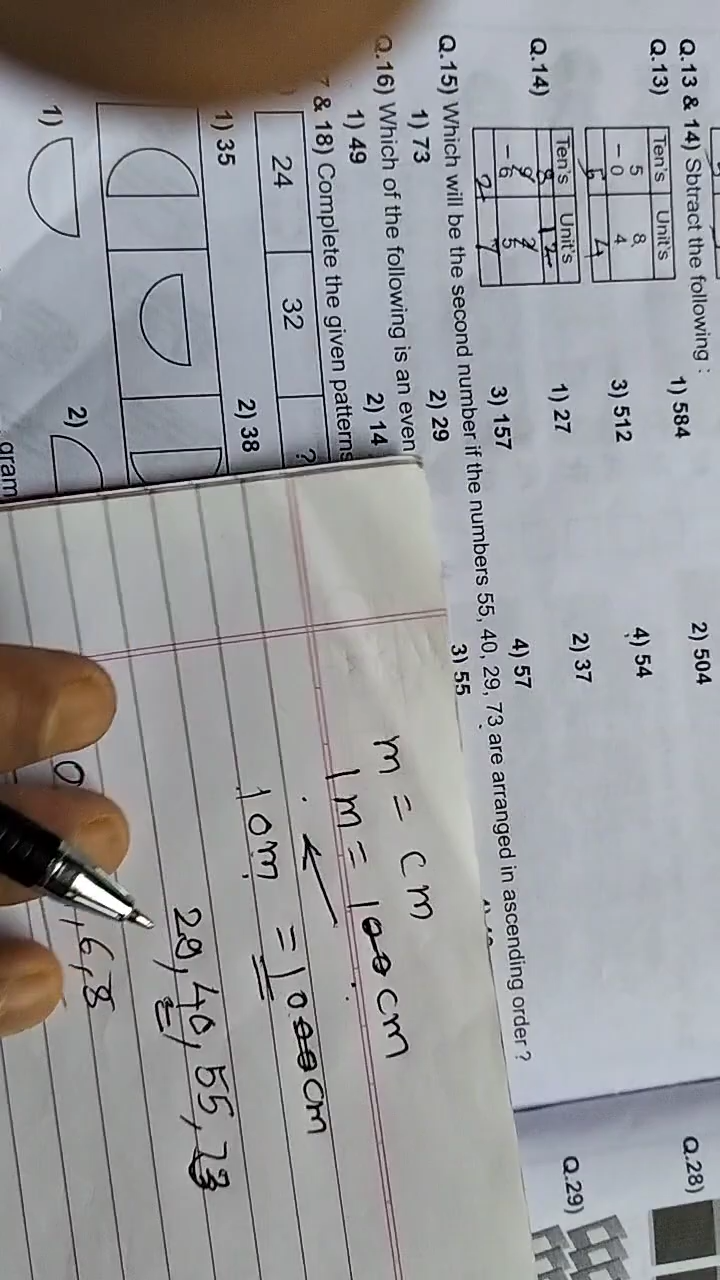 Q.13 & 14) Sbtract the following :
Q.13)
Ten's Unit's
5 8
- 0 4
5 4
1) 584
2) 504
3) 512
4) 54
Q.14)
Ten's Unit's
8 12
9 2
- 6 5
2 7
1) 27
2) 37
3) 157
4) 57
Q.15) Which will be the second number if the numbers 55, 40, 29, 73 are arranged in ascending order ?
1) 73
2) 29
3) 55
Q.16) Which of the following is an even
1) 49
2) 14
& 18) Complete the given patterns
24 32 ?
1) 35
2) 38
1)
2)
gram
Q.28)
Q.29)
m = cm
1m = 100 cm
10m = 1000 cm
29, 40, 55, 73
0
, 6, 8